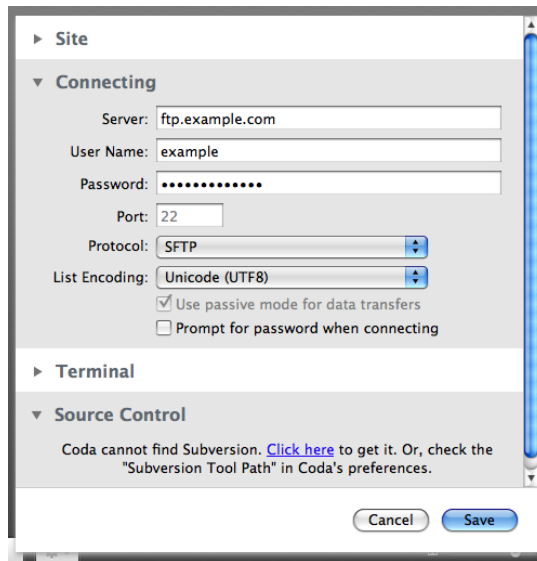 Site
Connecting
Server: ftp.example.com
User Name: example
Password: •••••••••••••
Port: 22
Protocol: SFTP
List Encoding: Unicode (UTF8)
Use passive mode for data transfers
Prompt for password when connecting
Terminal
Source Control
Coda cannot find Subversion. Click here to get it. Or, check the
"Subversion Tool Path" in Coda's preferences.
Cancel Save